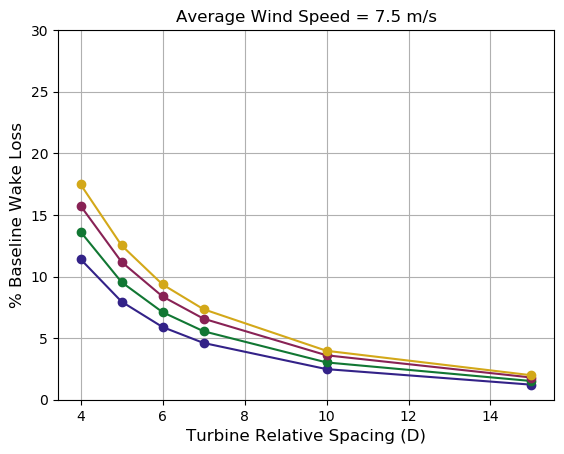 Average Wind Speed = 7.5 m/s
30
25
20
15
10
5
0
% Baseline Wake Loss
4 6 8 10 12 14
Turbine Relative Spacing (D)